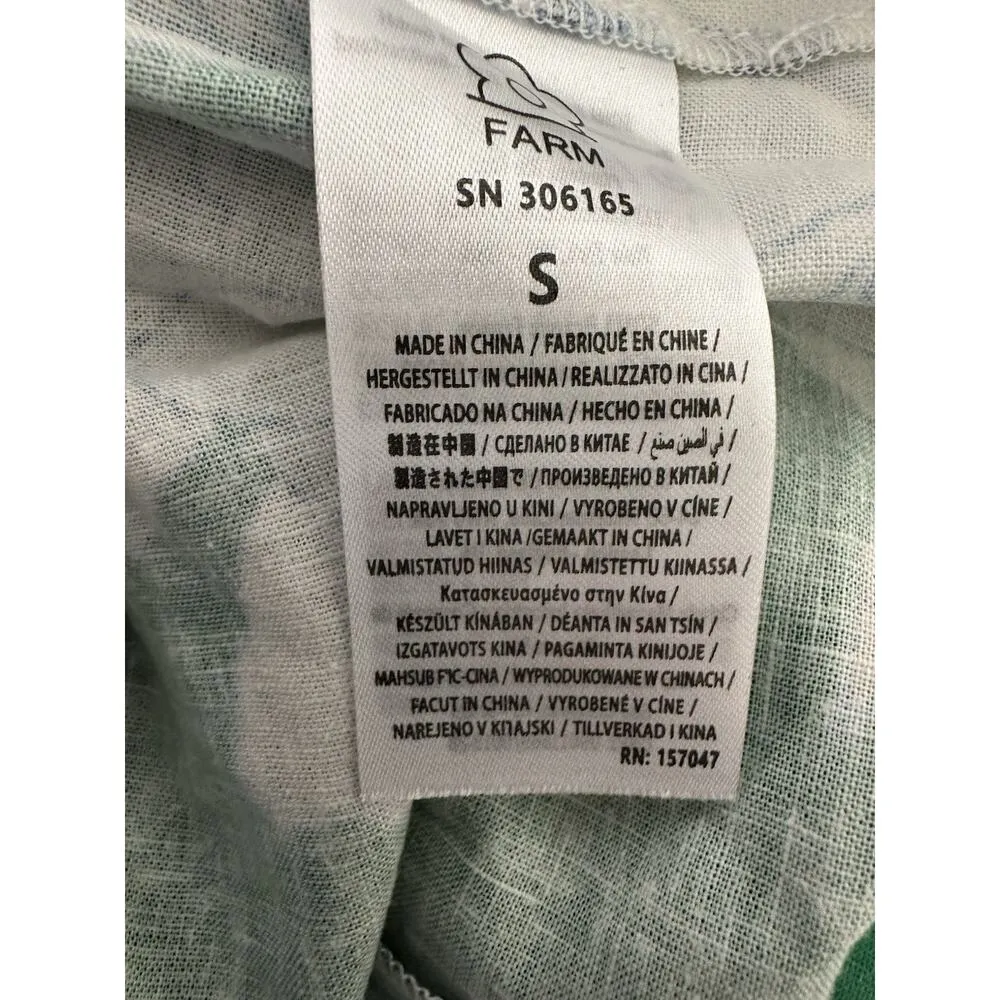 FARM
SN 306165
S
MADE IN CHINA / FABRIQUÉ EN CHINE /
HERGESTELLT IN CHINA / REALIZZATO IN CINA /
FABRICADO NA CHINA / HECHO EN CHINA /
製造在中國 / СДЕЛАНО В КИТАЕ / في الصين صنع /
製造された中國で / ПРОИЗВЕДЕНО В КИТАЙ /
NAPRAVLJENO U KINI / VYROBENO V CÍNE /
LAVET I KINA /GEMAAKT IN CHINA /
VALMISTATUD HIINAS / VALMISTETTU KIINASSA /
Κατασκευασμένο στην Κίνα /
KÉSZÜLT KÍNÁBAN / DÉANTA IN SAN TSÍN /
IZGATAVOTS KINA / PAGAMINTA KINIJOJE /
MAHSUB FIC-CINA / WYPRODUKOWANE W CHINACH /
FACUT IN CHINA / VYROBENÉ V CÍNE /
NAREJENO V KITAJSKI / TILLVERKAD I KINA
RN: 157047